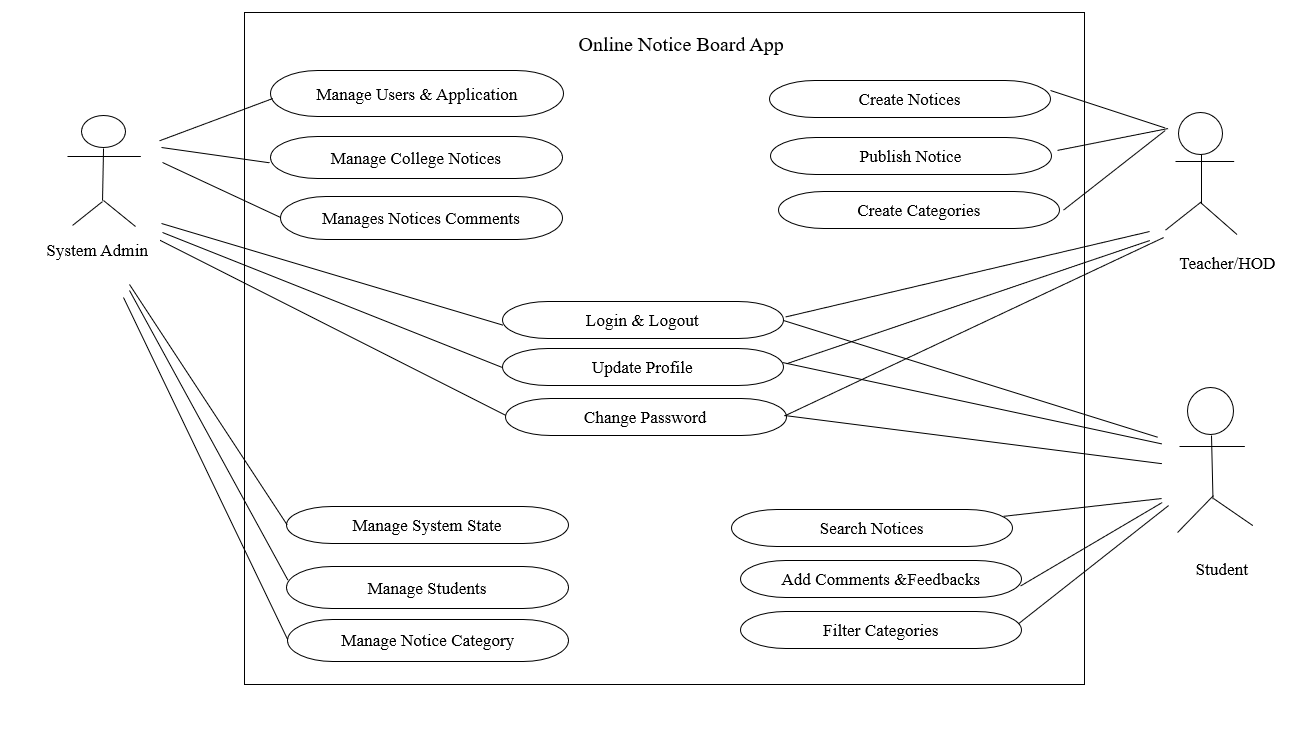 Online Notice Board App
Manage Users & Application
Create Notices
Manage College Notices
Publish Notice
Manages Notices Comments
Create Categories
System Admin
Teacher/HOD
Login & Logout
Update Profile
Change Password
Manage System State
Search Notices
Manage Students
Add Comments &Feedbacks
Student
Manage Notice Category
Filter Categories